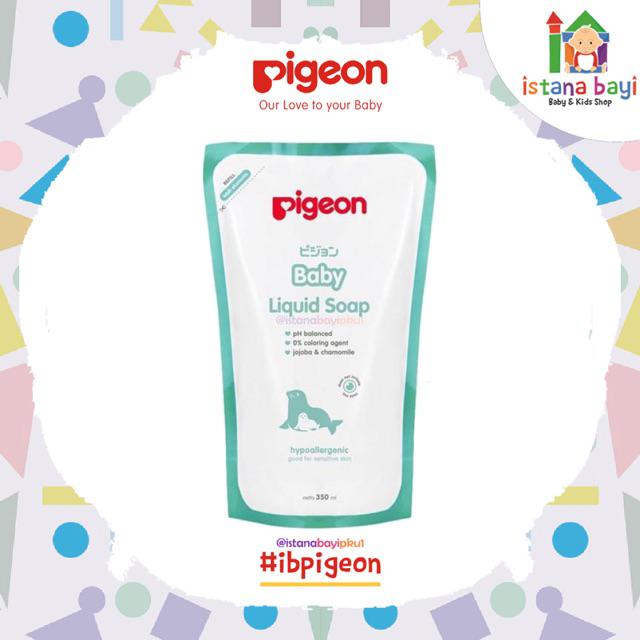 Pigeon
Our Love to your Baby
istana bayi
Baby & Kids Shop
REFILL
Pigeon
ピジョン
Baby
Liquid Soap
@istanabayipku1
pH balanced
0% coloring agent
jojoba & chamomile
hypoallergenic
good for sensitive skin
netto 350 ml
@istanabayipku1
#ibpigeon